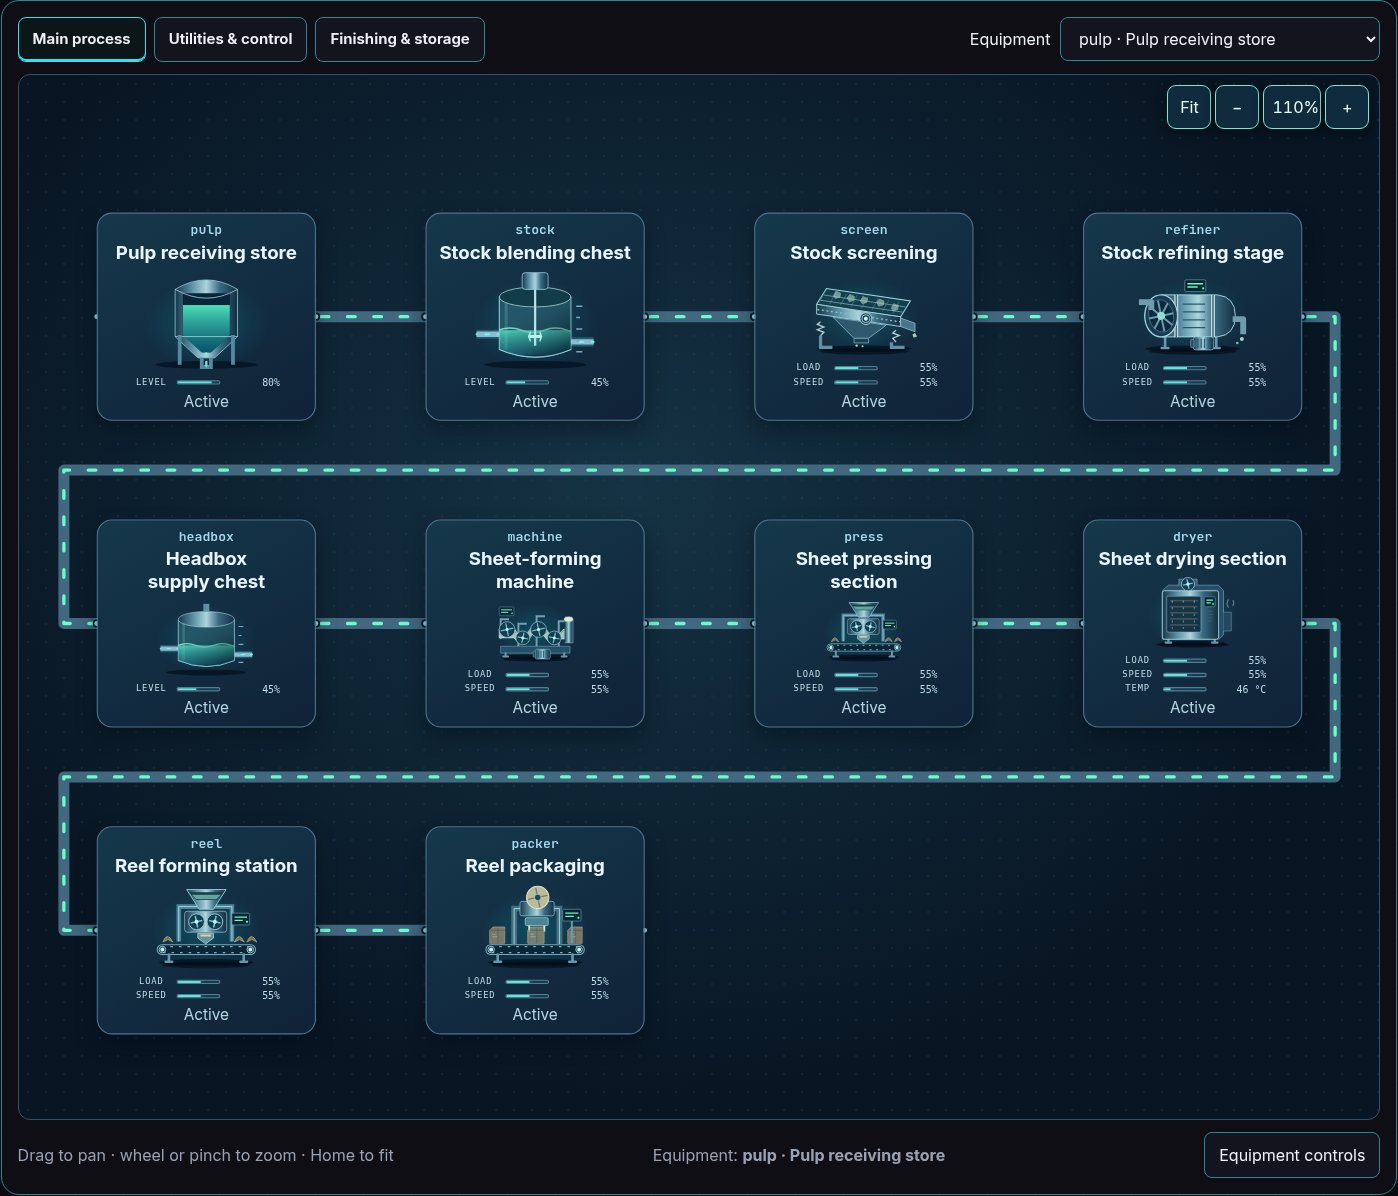 Main process
Utilities & control
Finishing & storage
Equipment
pulp · Pulp receiving store
Fit
−
110%
+
pulp
Pulp receiving store
LEVEL 80%
Active
stock
Stock blending chest
LEVEL 45%
Active
screen
Stock screening
LOAD 55%
SPEED 55%
Active
refiner
Stock refining stage
LOAD 55%
SPEED 55%
Active
headbox
Headbox
supply chest
LEVEL 45%
Active
machine
Sheet-forming
machine
LOAD 55%
SPEED 55%
Active
press
Sheet pressing
section
LOAD 55%
SPEED 55%
Active
dryer
Sheet drying section
LOAD 55%
SPEED 55%
TEMP 46 °C
Active
reel
Reel forming station
LOAD 55%
SPEED 55%
Active
packer
Reel packaging
LOAD 55%
SPEED 55%
Active
Drag to pan · wheel or pinch to zoom · Home to fit
Equipment: pulp · Pulp receiving store
Equipment controls